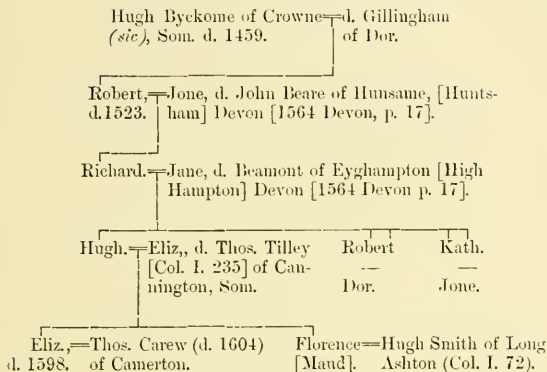 Hugh Byckome of Crowne=d. Gillingham
(sic), Som. d. 1459. of Dor.
Robert,=Jone, d. John Beare of Hunsame, [Hunts-
d.1523. ham] Devon [1564 Devon, p. 17].
Richard.=Jane, d. Beamont of Eyghampton [High
Hampton] Devon [1564 Devon p. 17].
Hugh.=Eliz,, d. Thos. Tilley Robert Kath.
[Col. I. 235] of Can- — —
nington, Som. Dor. Jone.
Eliz.,=Thos. Carew (d. 1604) Florence=Hugh Smith of Long
d. 1598. of Camerton. [Maud]. Ashton (Col. I. 72).